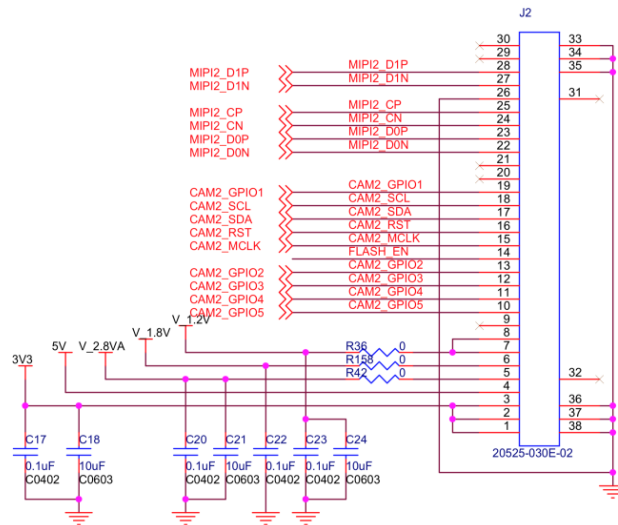 J2
30 33
29 34
MIPI2_D1P MIPI2_D1P 28 35
MIPI2_D1N MIPI2_D1N 27
26 31
MIPI2_CP MIPI2_CP 25
MIPI2_CN MIPI2_CN 24
MIPI2_D0P MIPI2_D0P 23
MIPI2_D0N MIPI2_D0N 22
21
20
CAM2_GPIO1 CAM2_GPIO1 19
CAM2_SCL CAM2_SCL 18
CAM2_SDA CAM2_SDA 17
CAM2_RST CAM2_RST 16
CAM2_MCLK CAM2_MCLK 15
FLASH_EN 14
CAM2_GPIO2 CAM2_GPIO2 13
CAM2_GPIO3 CAM2_GPIO3 12
CAM2_GPIO4 CAM2_GPIO4 11
CAM2_GPIO5 CAM2_GPIO5 10
V_1.2V 9
V_1.8V 8
5V V_2.8VA R36 0 7
3V3 R158 0 6
R42 0 5 32
4
3 36
2 37
1 38
C17 C18 C20 C21 C22 C23 C24
20525-030E-02
0.1uF 10uF 0.1uF 10uF 0.1uF 0.1uF 10uF
C0402 C0603 C0402 C0603 C0402 C0402 C0603